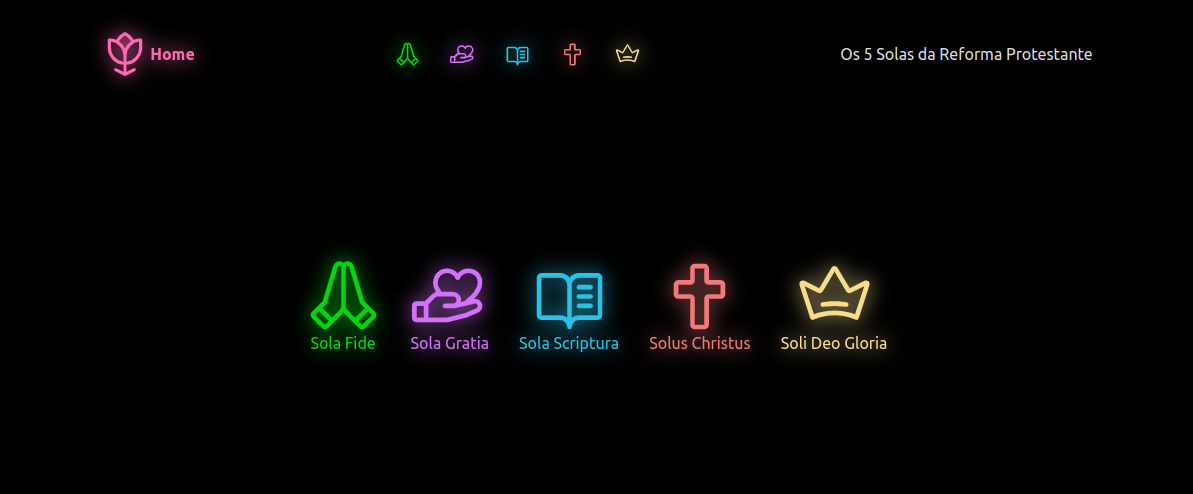 Home
Os 5 Solas da Reforma Protestante
Sola Fide
Sola Gratia
Sola Scriptura
Solus Christus
Soli Deo Gloria